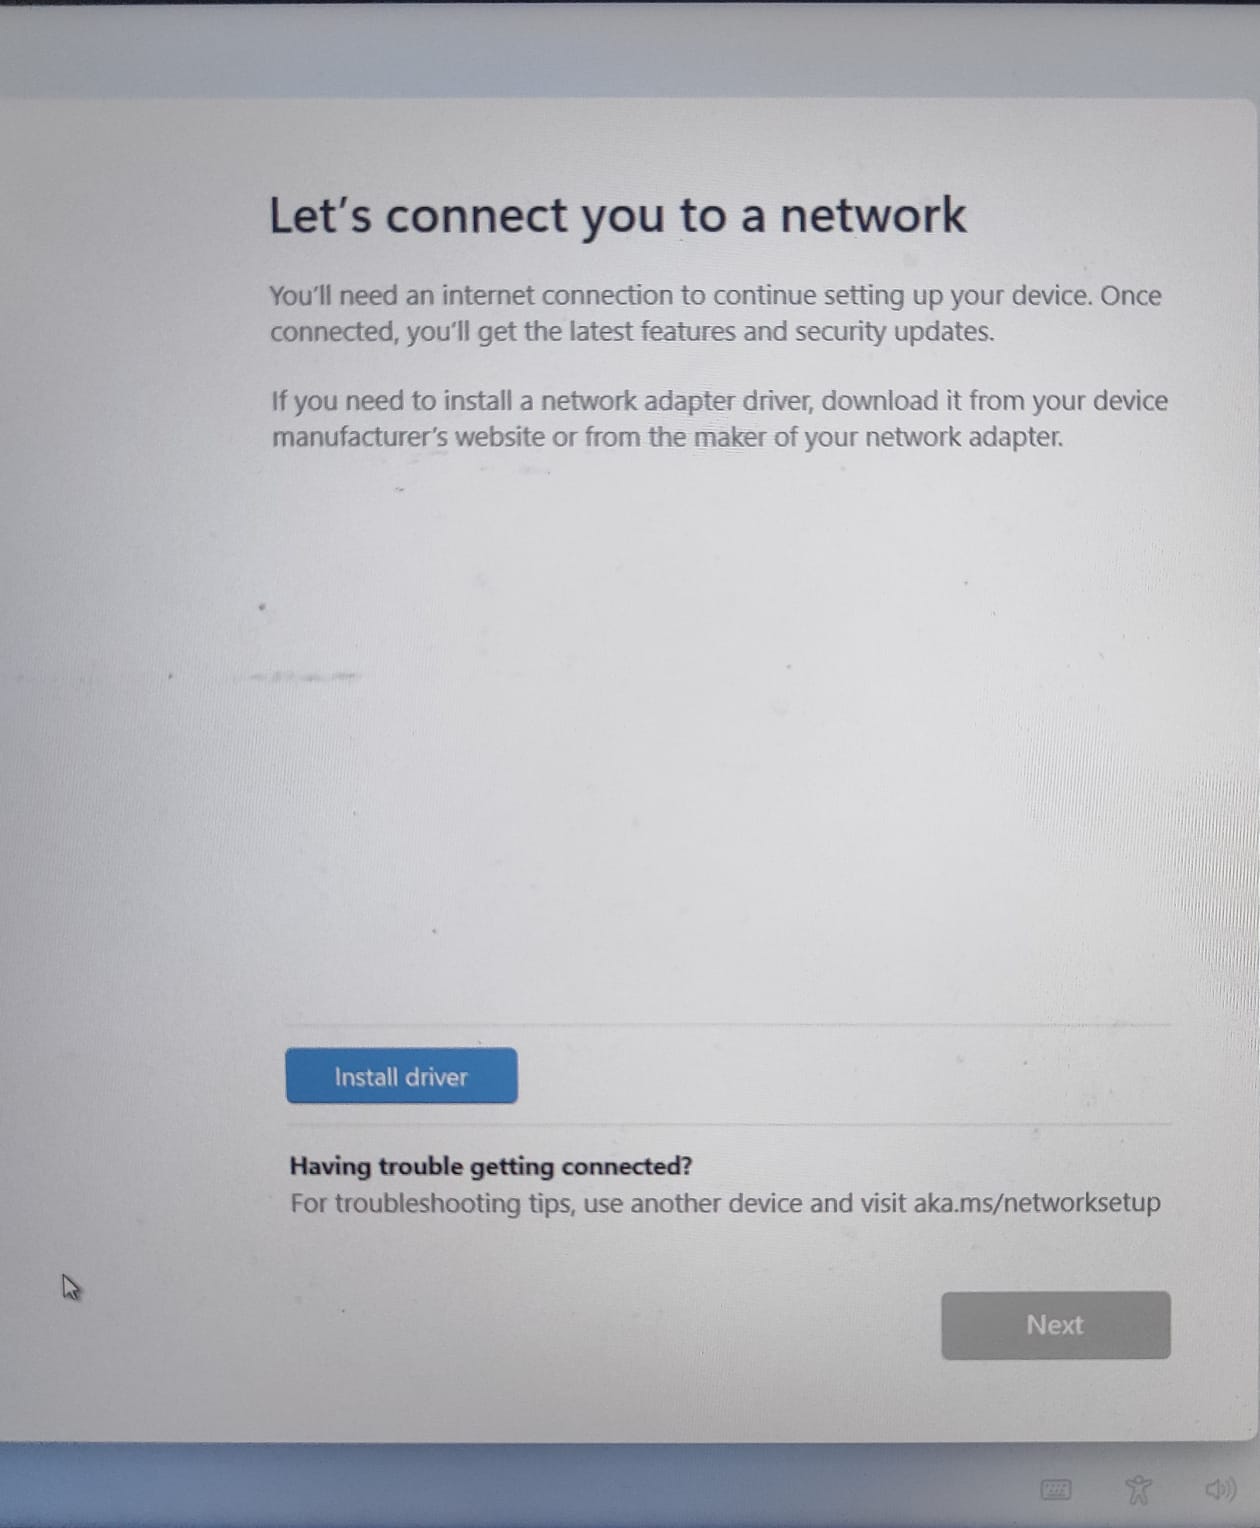 Let's connect you to a network
You'll need an internet connection to continue setting up your device. Once
connected, you'll get the latest features and security updates.
If you need to install a network adapter driver, download it from your device
manufacturer's website or from the maker of your network adapter.
Install driver
Having trouble getting connected?
For troubleshooting tips, use another device and visit aka.ms/networksetup
Next